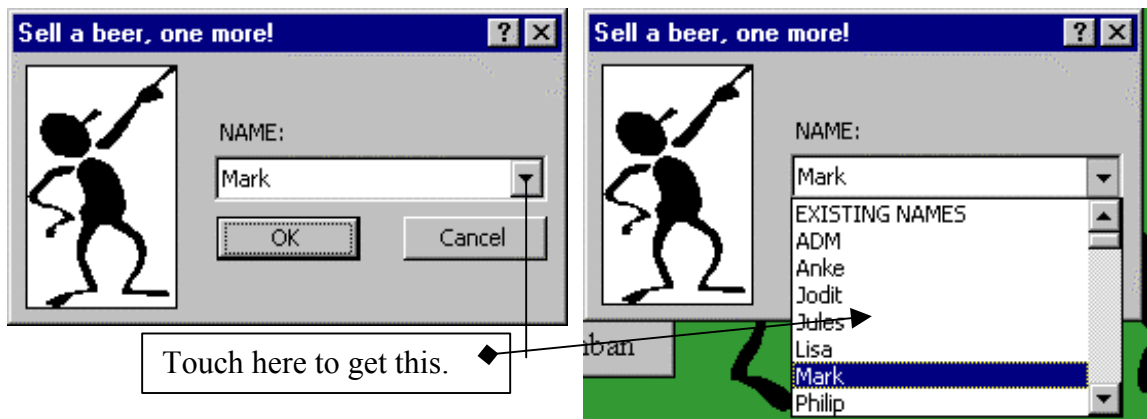 Sell a beer, one more!
NAME:
Mark
OK
Cancel
Touch here to get this.
Sell a beer, one more!
NAME:
Mark
EXISTING NAMES
ADM
Anke
Jodit
Jules
Lisa
Mark
Philip